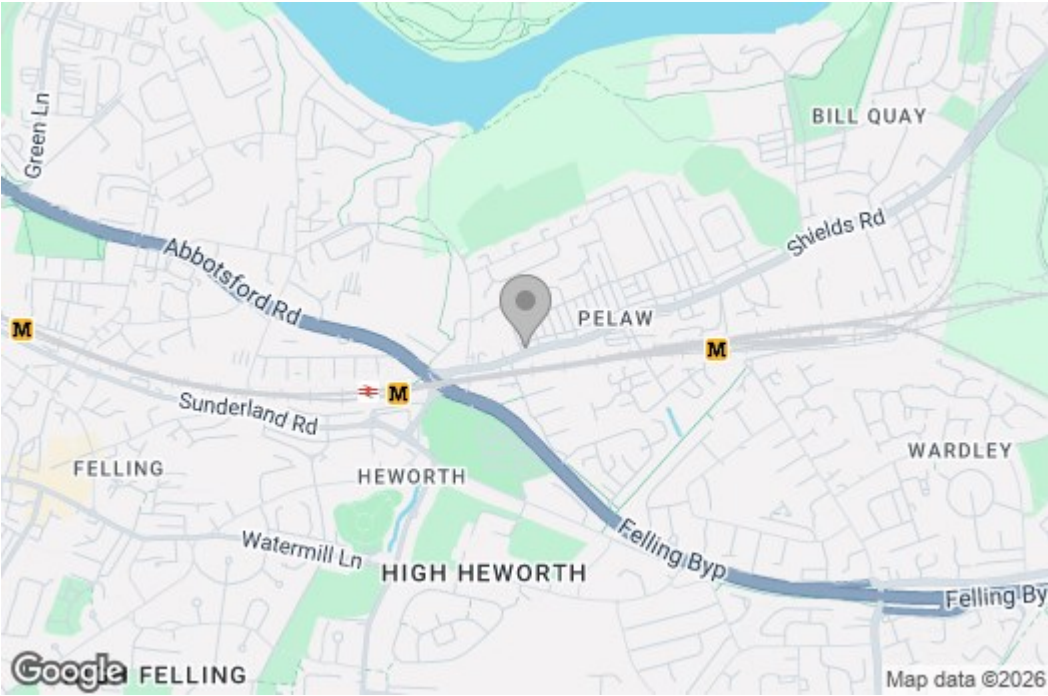 BILL QUAY
Green Ln
Shields Rd
Abbotsford Rd
PELAW
M
M
M
Sunderland Rd
FELLING
HEWORTH
WARDLEY
Watermill Ln
HIGH HEWORTH
Felling Byp
Felling By
Google
FELLING
Map data ©2026